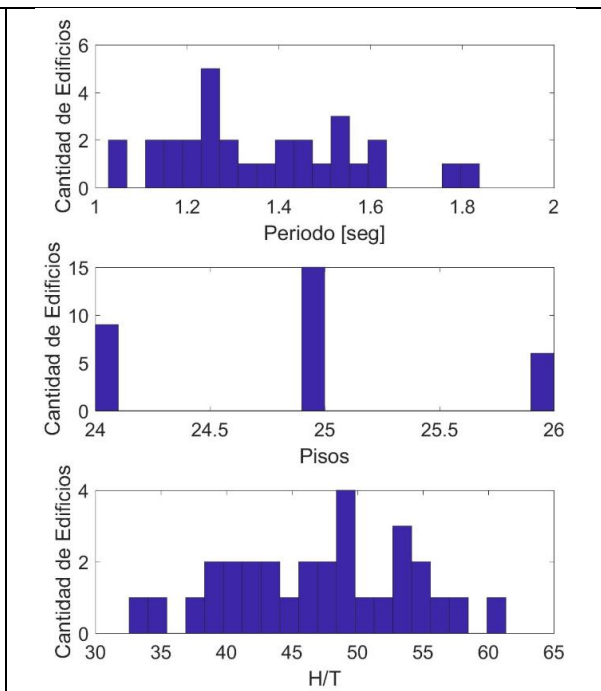 Cantidad de Edificios
6
4
2
0
1 1.2 1.4 1.6 1.8 2
Periodo [seg]
Cantidad de Edificios
15
10
5
0
24 24.5 25 25.5 26
Pisos
Cantidad de Edificios
4
2
0
30 35 40 45 50 55 60 65
H/T